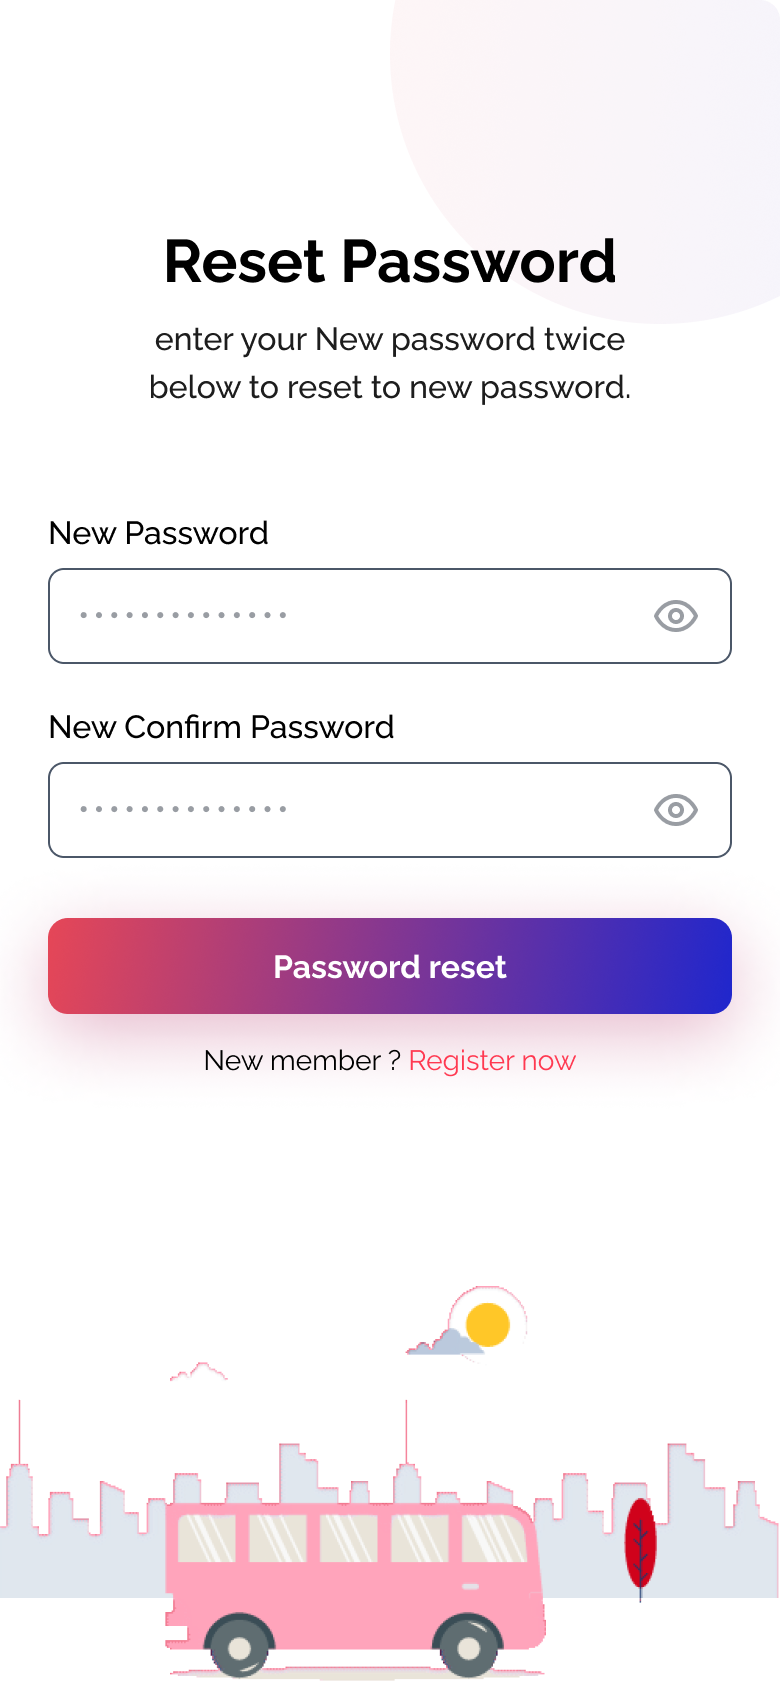 Reset Password
enter your New password twice
below to reset to new password.
New Password
New Confirm Password
Password reset
New member ? Register now